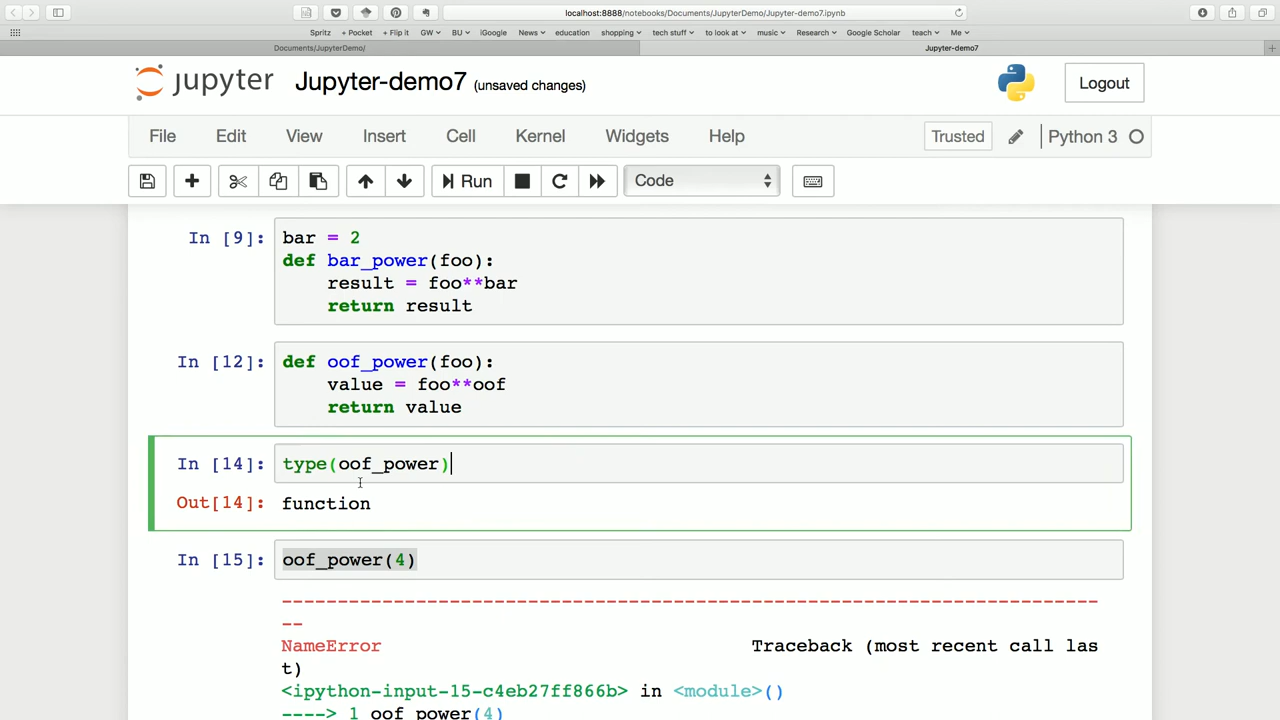 localhost:8888/notebooks/Documents/JupyterDemo/Jupyter-demo7.ipynb
Spritz + Pocket + Flip it GW BU iGoogle News education shopping tech stuff to look at music Research Google Scholar teach Me
Documents/JupyterDemo/ Jupyter-demo7
jupyter Jupyter-demo7 (unsaved changes) Logout
File Edit View Insert Cell Kernel Widgets Help Trusted Python 3
Run Code
In [9]: bar = 2
def bar_power(foo):
    result = foo**bar
    return result
In [12]: def oof_power(foo):
    value = foo**oof
    return value
In [14]: type(oof_power)
Out[14]: function
In [15]: oof_power(4)
---------------------------------------------------------------------------
--
NameError Traceback (most recent call las
t)
<ipython-input-15-c4eb27ff866b> in <module>()
----> 1 oof_power(4)